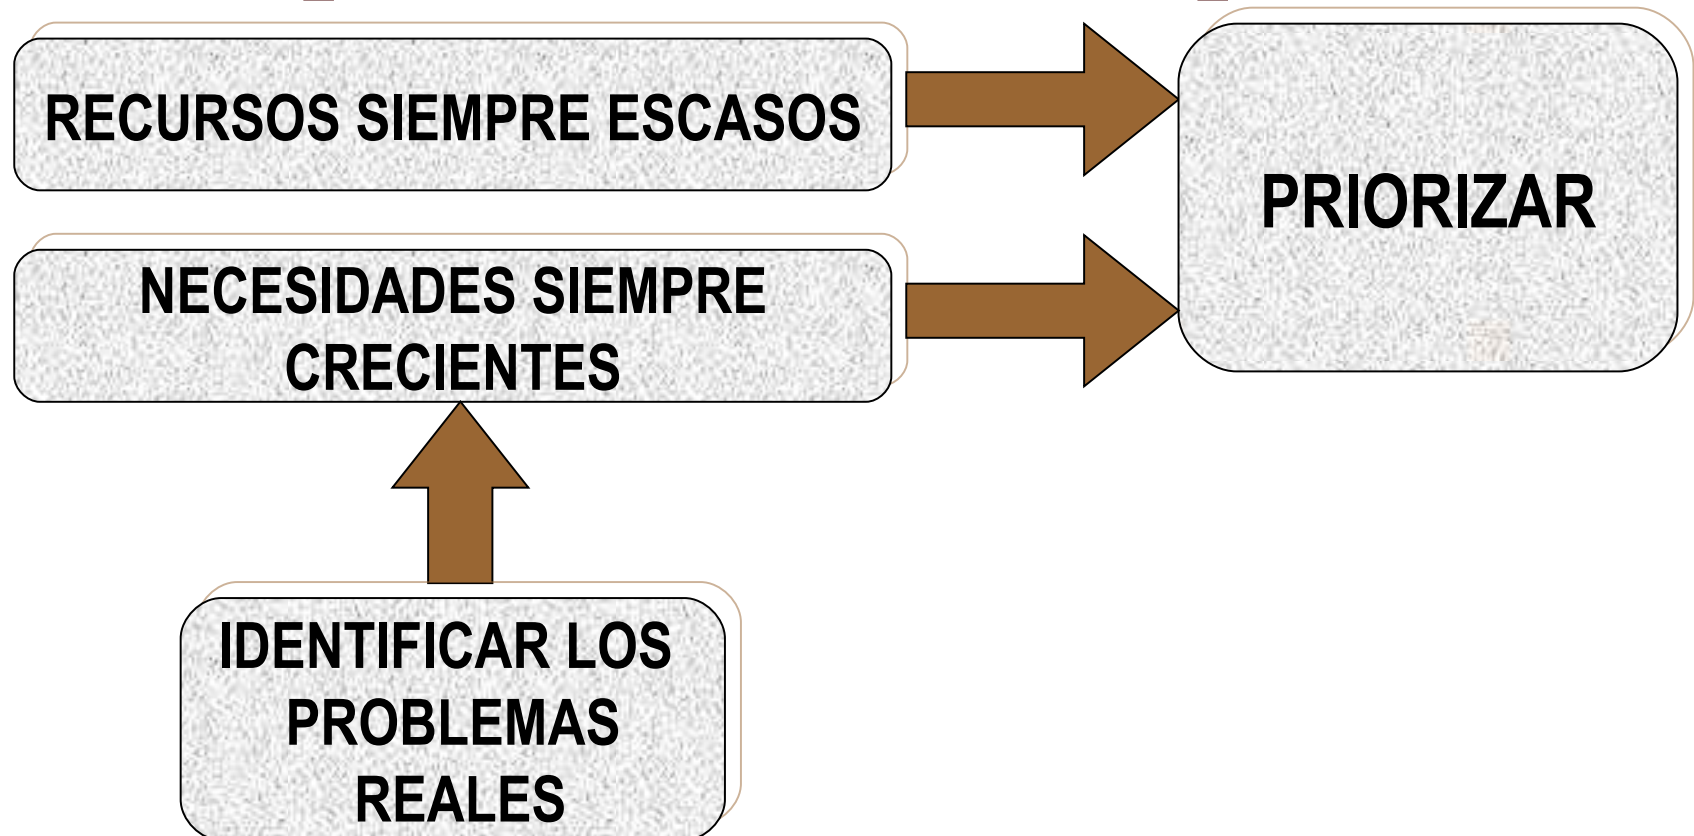 RECURSOS SIEMPRE ESCASOS
PRIORIZAR
NECESIDADES SIEMPRE
CRECIENTES
IDENTIFICAR LOS
PROBLEMAS
REALES